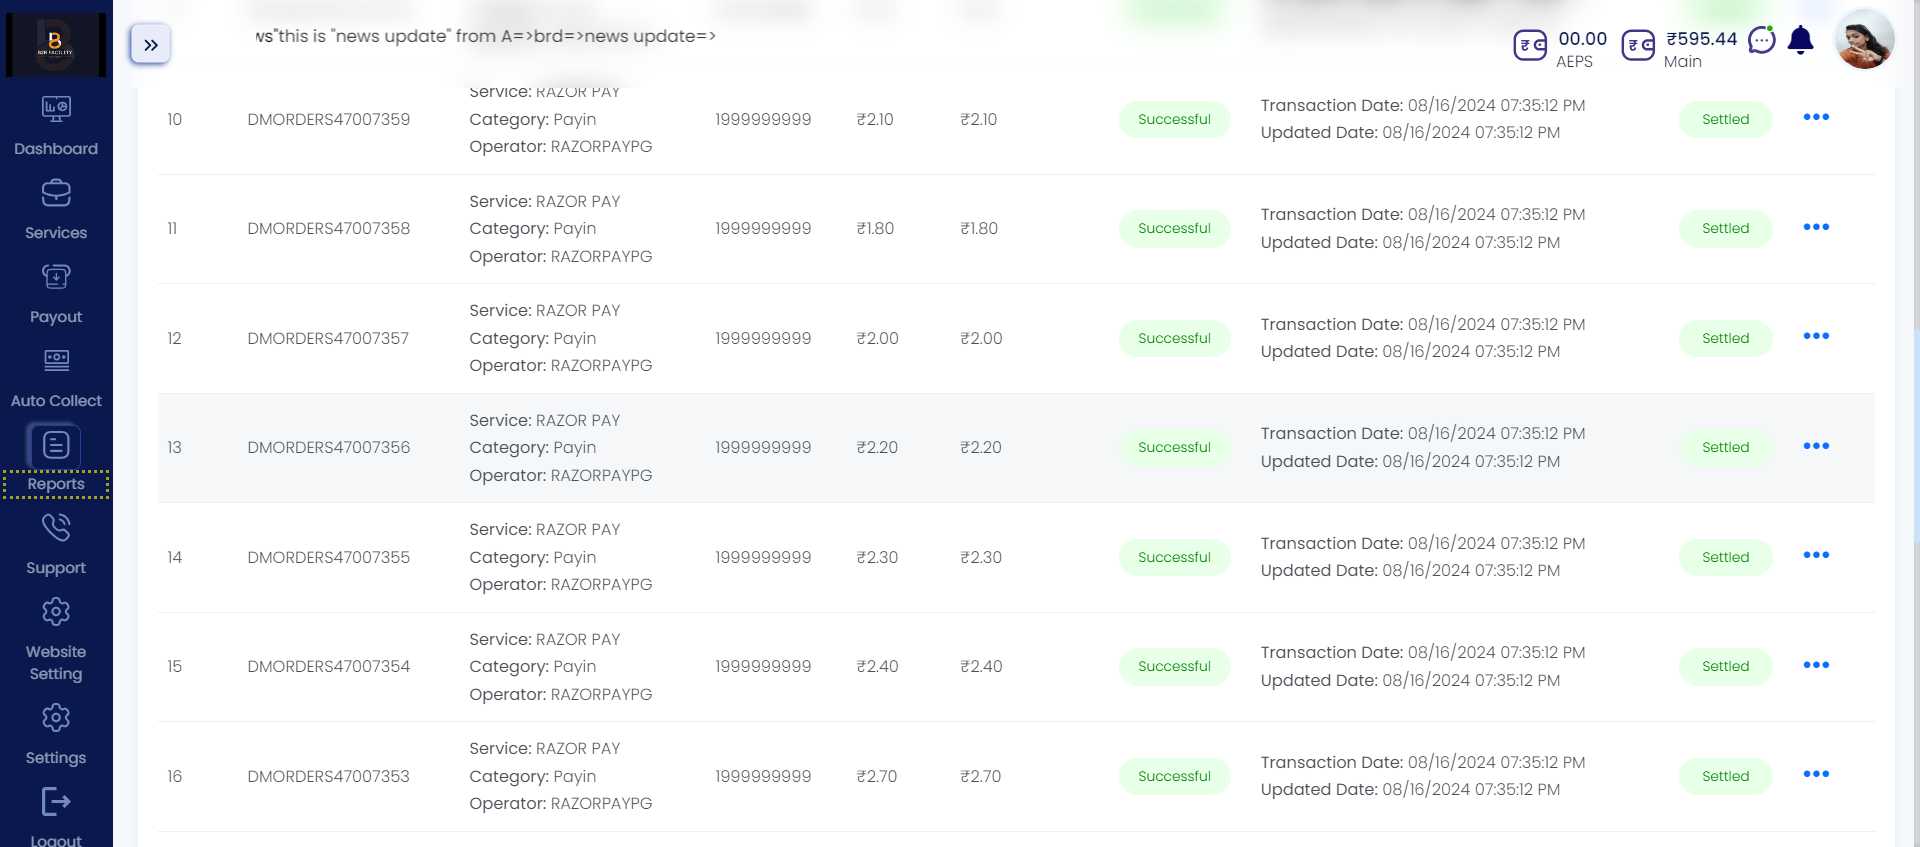 B2B FACILITY
ws"this is "news update" from A=>brd=>news update=>
00.00
AEPS
₹595.44
Main
Dashboard
Services
Payout
Auto Collect
Reports
Support
Website
Setting
Settings
Logout
Service: RAZOR PAY
10 DMORDERS47007359 Category: Payin 1999999999 ₹2.10 ₹2.10 Successful Transaction Date: 08/16/2024 07:35:12 PM Settled
Operator: RAZORPAYPG Updated Date: 08/16/2024 07:35:12 PM
Service: RAZOR PAY
11 DMORDERS47007358 Category: Payin 1999999999 ₹1.80 ₹1.80 Successful Transaction Date: 08/16/2024 07:35:12 PM Settled
Operator: RAZORPAYPG Updated Date: 08/16/2024 07:35:12 PM
Service: RAZOR PAY
12 DMORDERS47007357 Category: Payin 1999999999 ₹2.00 ₹2.00 Successful Transaction Date: 08/16/2024 07:35:12 PM Settled
Operator: RAZORPAYPG Updated Date: 08/16/2024 07:35:12 PM
Service: RAZOR PAY
13 DMORDERS47007356 Category: Payin 1999999999 ₹2.20 ₹2.20 Successful Transaction Date: 08/16/2024 07:35:12 PM Settled
Operator: RAZORPAYPG Updated Date: 08/16/2024 07:35:12 PM
Service: RAZOR PAY
14 DMORDERS47007355 Category: Payin 1999999999 ₹2.30 ₹2.30 Successful Transaction Date: 08/16/2024 07:35:12 PM Settled
Operator: RAZORPAYPG Updated Date: 08/16/2024 07:35:12 PM
Service: RAZOR PAY
15 DMORDERS47007354 Category: Payin 1999999999 ₹2.40 ₹2.40 Successful Transaction Date: 08/16/2024 07:35:12 PM Settled
Operator: RAZORPAYPG Updated Date: 08/16/2024 07:35:12 PM
Service: RAZOR PAY
16 DMORDERS47007353 Category: Payin 1999999999 ₹2.70 ₹2.70 Successful Transaction Date: 08/16/2024 07:35:12 PM Settled
Operator: RAZORPAYPG Updated Date: 08/16/2024 07:35:12 PM